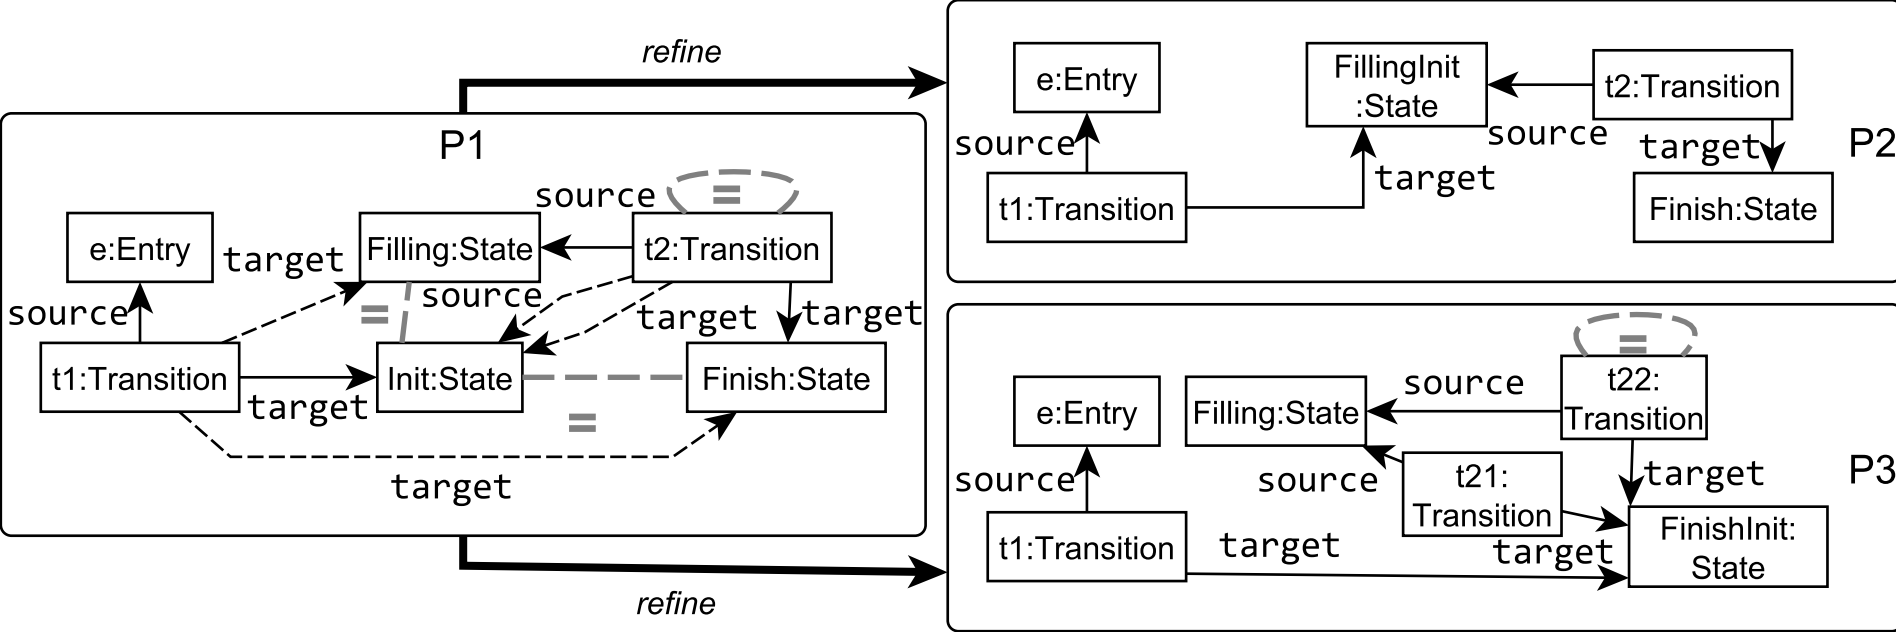 refine
P1
source
=
e:Entry
target
Filling:State
t2:Transition
source
=
source
target
target
t1:Transition
target
Init:State
Finish:State
=
target
refine
e:Entry
FillingInit
:State
t2:Transition
source
source
target
P2
target
t1:Transition
Finish:State
=
e:Entry
Filling:State
source
t22:
Transition
source
source
t21:
Transition
target
P3
t1:Transition
target
target
FinishInit:
State